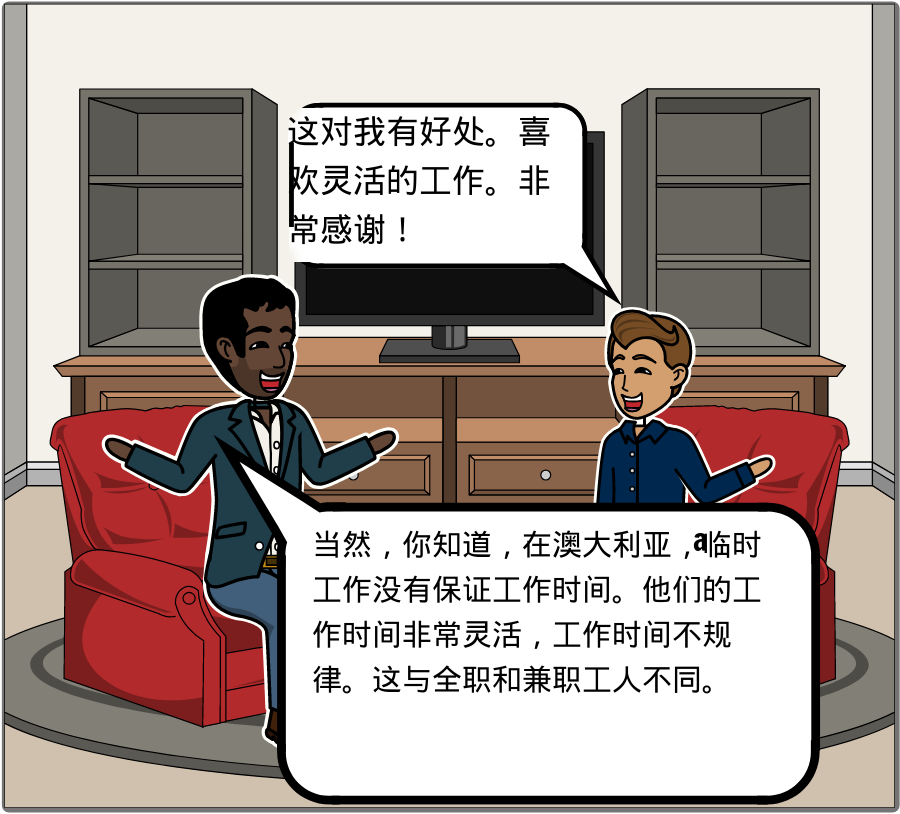 这对我有好处。喜
欢灵活的工作。非
常感谢！
当然，你知道，在澳大利亚，a临时
工作没有保证工作时间。他们的工
作时间非常灵活，工作时间不规
律。这与全职和兼职工人不同。